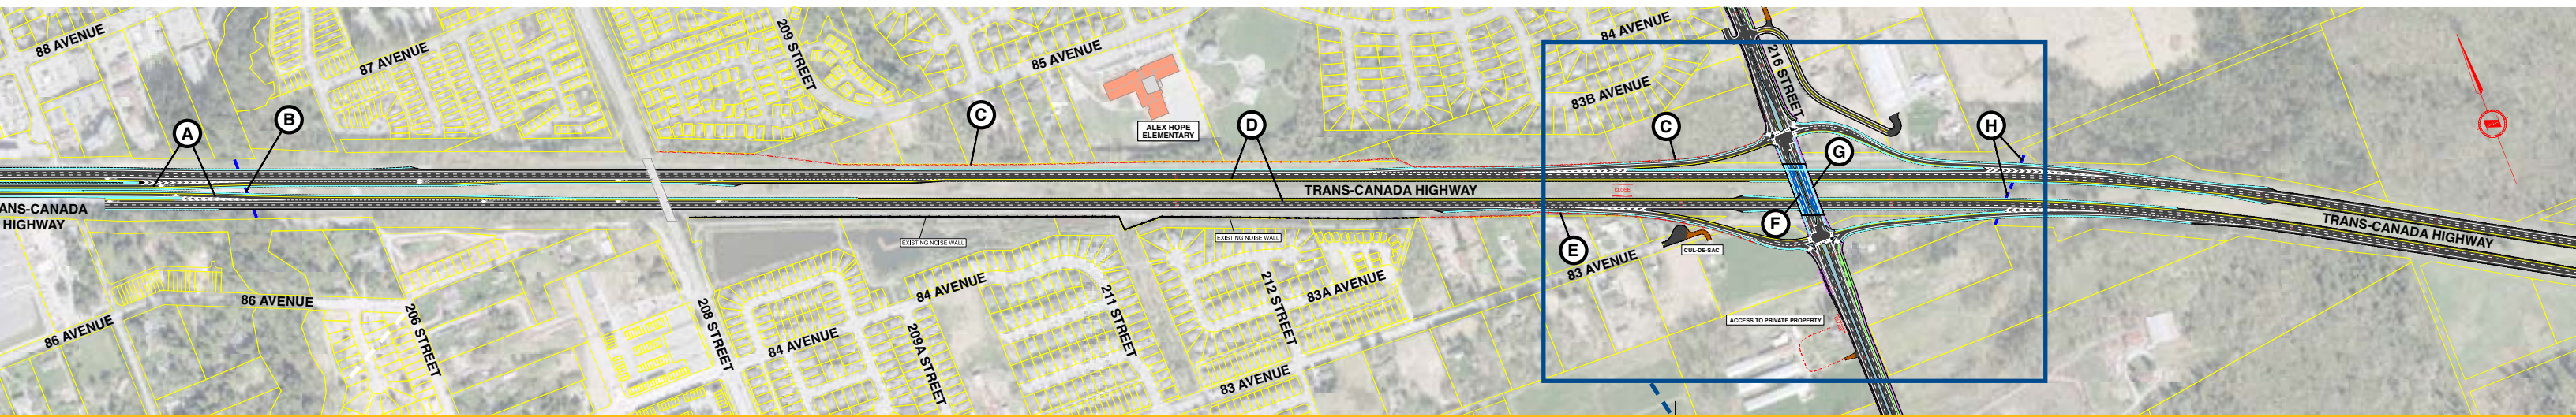 88 AVENUE
87 AVENUE
A
B
209 STREET
85 AVENUE
C
ALEX HOPE
ELEMENTARY
D
84 AVENUE
83B AVENUE
216 STREET
C
G
H
TRANS-CANADA HIGHWAY
CLOSE
ANS-CANADA
HIGHWAY
EXISTING NOISE WALL
EXISTING NOISE WALL
E
F
CUL-DE-SAC
83 AVENUE
TRANS-CANADA HIGHWAY
86 AVENUE
86 AVENUE
206 STREET
208 STREET
84 AVENUE
84 AVENUE
209A STREET
211 STREET
212 STREET
83A AVENUE
83 AVENUE
ACCESS TO PRIVATE PROPERTY